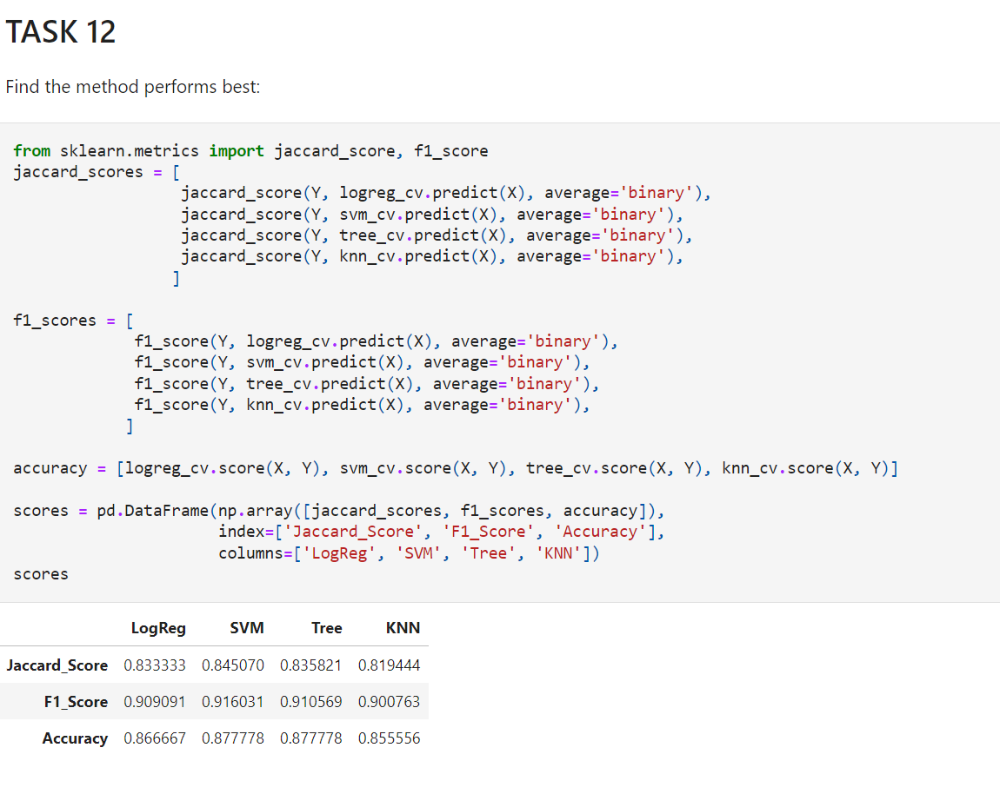 TASK 12
Find the method performs best:
from sklearn.metrics import jaccard_score, f1_score
jaccard_scores = [
                  jaccard_score(Y, logreg_cv.predict(X), average='binary'),
                  jaccard_score(Y, svm_cv.predict(X), average='binary'),
                  jaccard_score(Y, tree_cv.predict(X), average='binary'),
                  jaccard_score(Y, knn_cv.predict(X), average='binary'),
                 ]
f1_scores = [
             f1_score(Y, logreg_cv.predict(X), average='binary'),
             f1_score(Y, svm_cv.predict(X), average='binary'),
             f1_score(Y, tree_cv.predict(X), average='binary'),
             f1_score(Y, knn_cv.predict(X), average='binary'),
            ]
accuracy = [logreg_cv.score(X, Y), svm_cv.score(X, Y), tree_cv.score(X, Y), knn_cv.score(X, Y)]
scores = pd.DataFrame(np.array([jaccard_scores, f1_scores, accuracy]),
                      index=['Jaccard_Score', 'F1_Score', 'Accuracy'],
                      columns=['LogReg', 'SVM', 'Tree', 'KNN'])
scores
LogReg SVM Tree KNN
Jaccard_Score 0.833333 0.845070 0.835821 0.819444
F1_Score 0.909091 0.916031 0.910569 0.900763
Accuracy 0.866667 0.877778 0.877778 0.855556